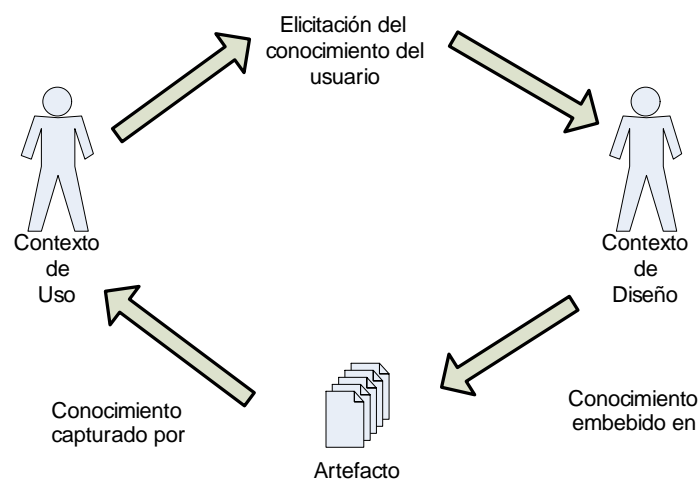 Elicitación del
conocimiento del
usuario
Contexto
de
Uso
Contexto
de
Diseño
Conocimiento
capturado por
Conocimiento
embebido en
Artefacto